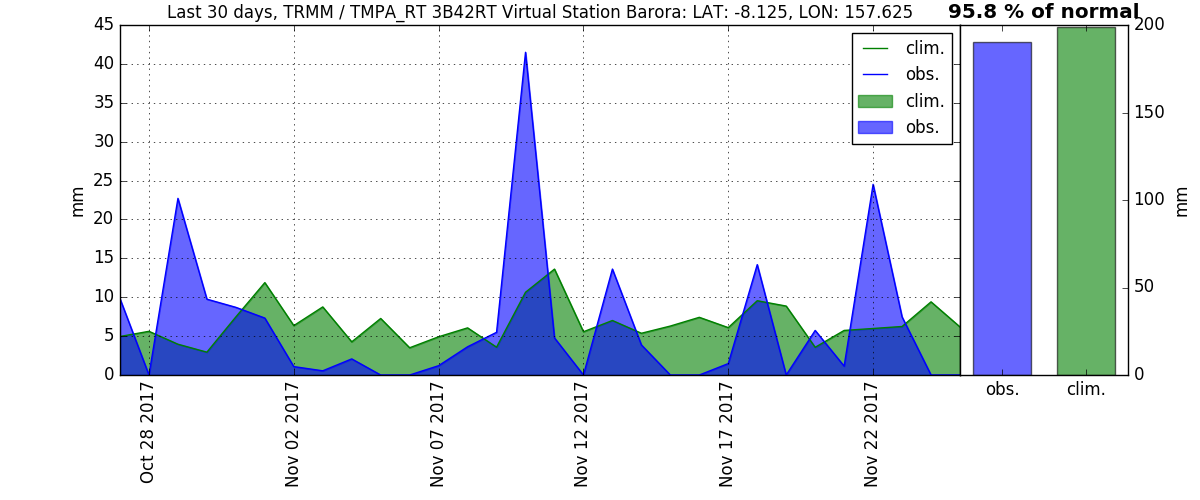 Last 30 days, TRMM / TMPA_RT 3B42RT Virtual Station Barora: LAT: -8.125, LON: 157.625
95.8 % of normal
45
40
35
30
25
20
15
10
5
0
mm
clim.
obs.
clim.
obs.
Oct 28 2017
Nov 02 2017
Nov 07 2017
Nov 12 2017
Nov 17 2017
Nov 22 2017
200
150
100
50
0
mm
obs.
clim.